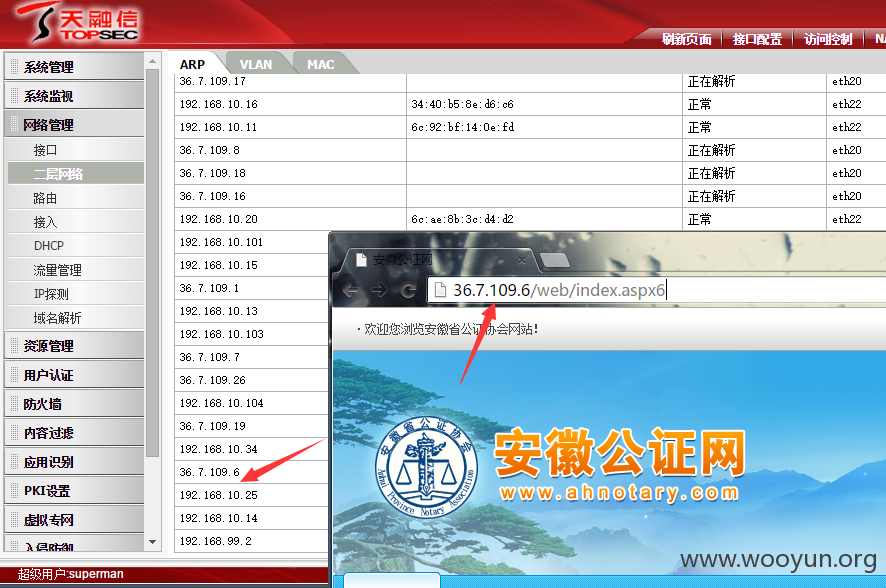 天融信
TOPSEC
刷新页面 接口配置 访问控制 NA
系统管理
系统监视
网络管理
接口
二层网络
路由
接入
DHCP
流量管理
IP探测
域名解析
资源管理
用户认证
防火墙
内容过滤
应用识别
PKI设置
虚拟专网
入侵防御
超级用户:superman
ARP VLAN MAC
36.7.109.17 正在解析 eth20
192.168.10.16 34:40:b5:8e:d6:c6 正常 eth22
192.168.10.11 6c:92:bf:14:0e:fd 正常 eth22
36.7.109.8 正在解析 eth20
36.7.109.18 正在解析 eth20
36.7.109.16 正在解析 eth20
192.168.10.20 6c:ae:8b:3c:d4:d2 正常 eth22
192.168.10.101
192.168.10.15
36.7.109.1
192.168.10.13
192.168.10.103
36.7.109.7
36.7.109.26
192.168.10.104
36.7.109.19
192.168.10.34
36.7.109.6
192.168.10.25
192.168.10.14
192.168.99.2
安徽公证网
36.7.109.6/web/index.aspx6
·欢迎您浏览安徽省公证协会网站!
安徽省公证协会
Anhui Province Notary Association
安徽公证网
www.ahnotary.com
www.wooyun.org